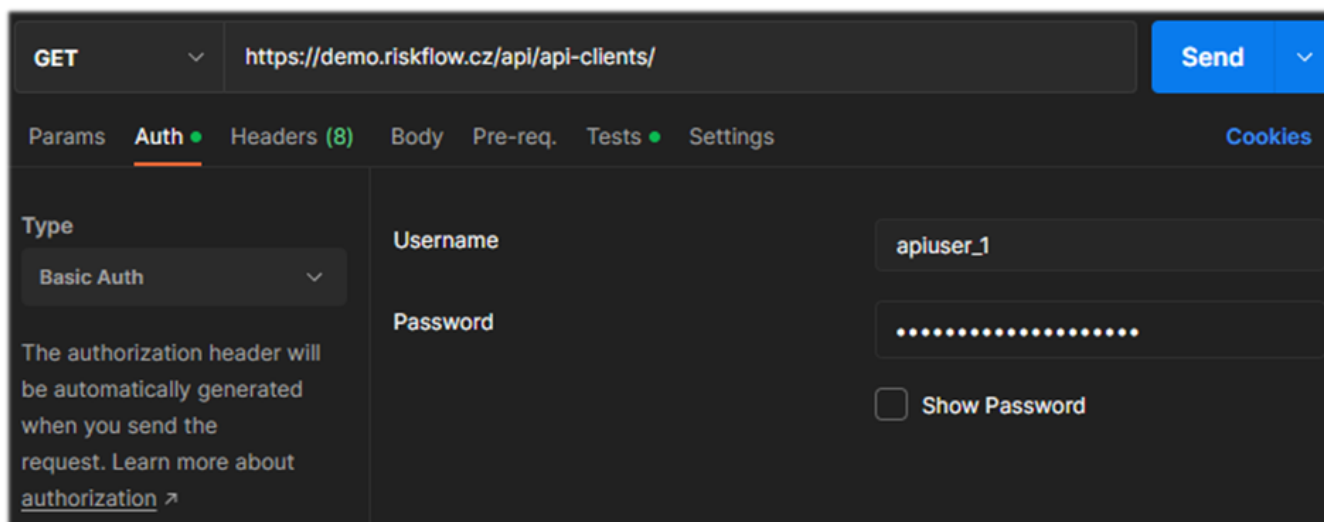 GET https://demo.riskflow.cz/api/api-clients/ Send
Params Auth Headers (8) Body Pre-req. Tests Settings Cookies
Type
Basic Auth
The authorization header will
be automatically generated
when you send the
request. Learn more about
authorization ↗
Username apiuser_1
Password ••••••••••••••••••••
Show Password